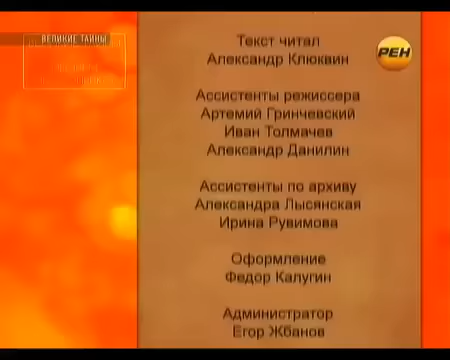 ВЕЛИКИЕ ТАЙНЫ
РЕН
Текст читал
Александр Клюквин
Ассистенты режиссера
Артемий Гринчевский
Иван Толмачев
Александр Данилин
Ассистенты по архиву
Александра Лысянская
Ирина Рувимова
Оформление
Федор Калугин
Администратор
Егор Жбанов